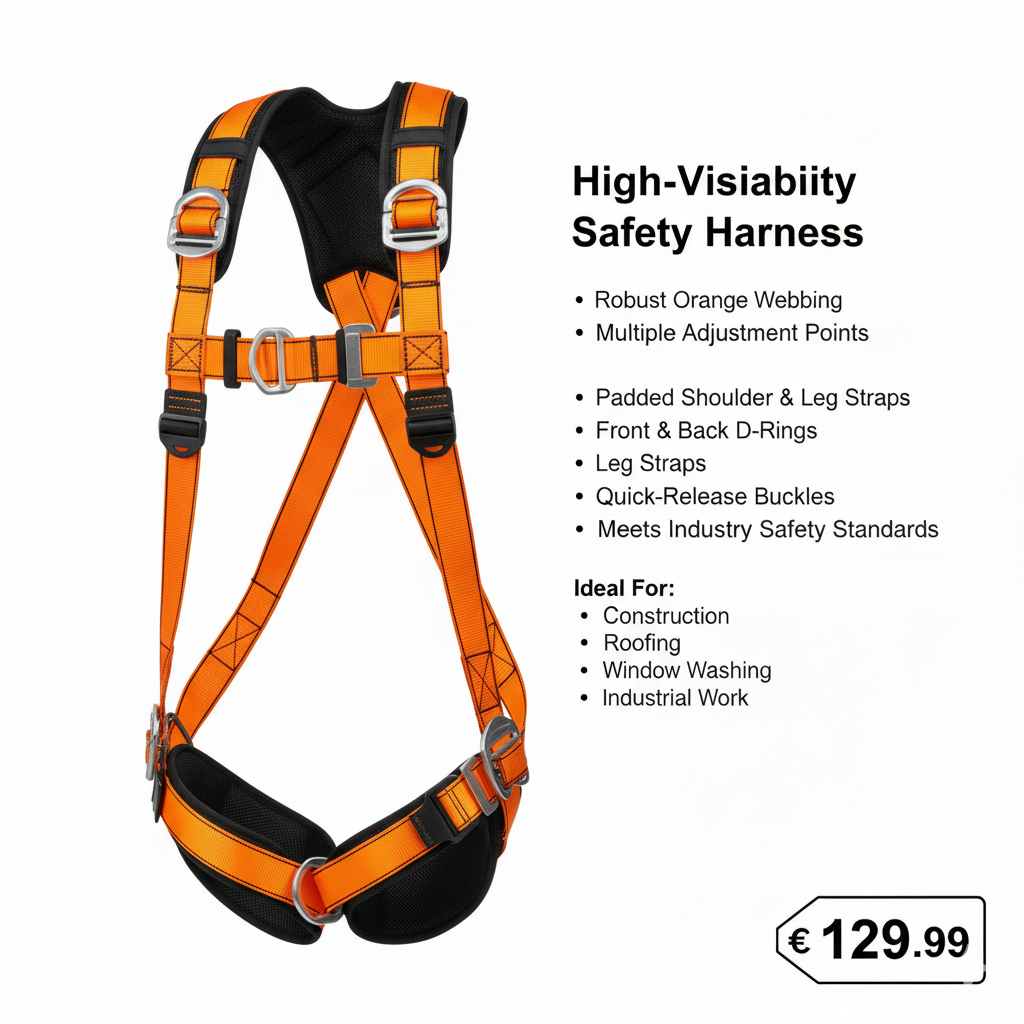 High-Visiabiity
Safety Harness
• Robust Orange Webbing
• Multiple Adjustment Points
• Padded Shoulder & Leg Straps
• Front & Back D-Rings
• Leg Straps
• Quick-Release Buckles
• Meets Industry Safety Standards
Ideal For:
• Construction
• Roofing
• Window Washing
• Industrial Work
€ 129.99